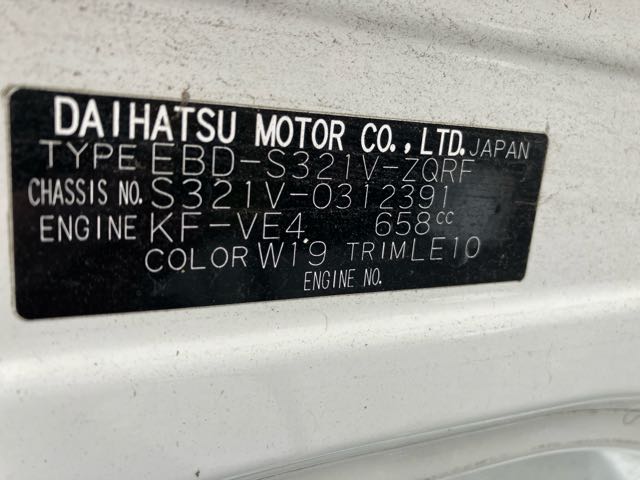 DAIHATSU MOTOR CO.,LTD. JAPAN
TYPE EBD-S321V-ZQRF
CHASSIS NO. S321V-0312391
ENGINE KF-VE4 658cc
COLOR W19 TRIM LE10
ENGINE NO.